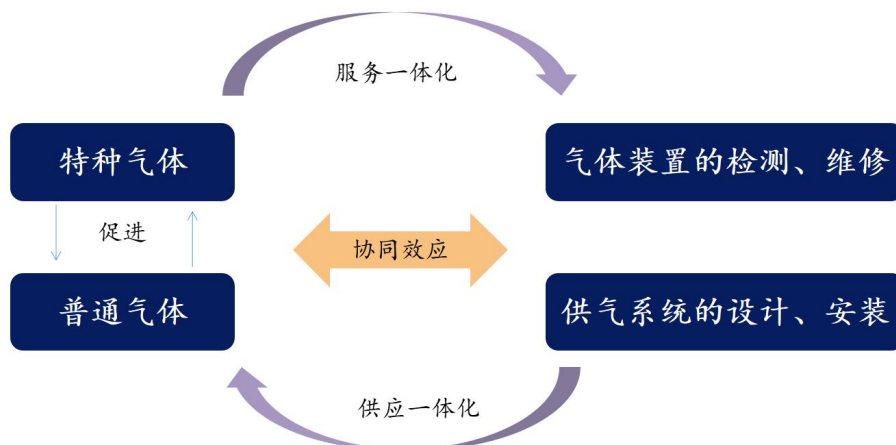 服务一体化
特种气体
气体装置的检测、维修
促进
协同效应
普通气体
供气系统的设计、安装
供应一体化